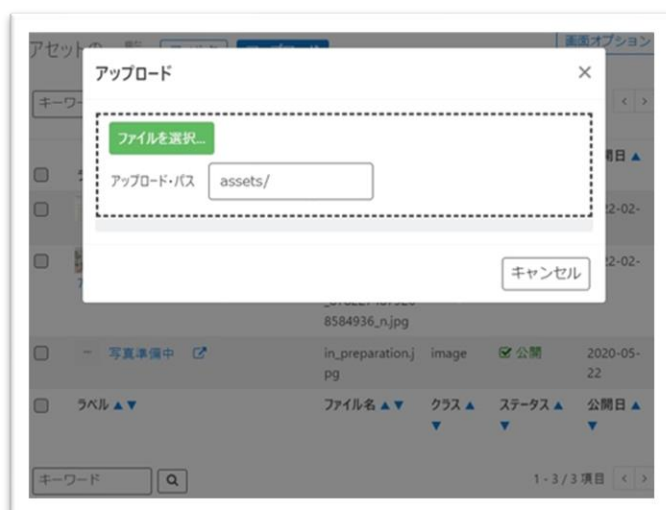 アセットの
画面オプション
アップロード
×
キーワ
ファイルを選択...
アップロード・パス assets/
開日 ▲
22-02-
22-02-
キャンセル
8584936_n.jpg
写真準備中 in_preparation.j image 公開 2020-05-
pg 22
ラベル ▲▼ ファイル名 ▲▼ クラス ▲ ステータス ▲ 公開日 ▲
▼ ▼ ▼
キーワード 1 - 3 / 3 項目 < >